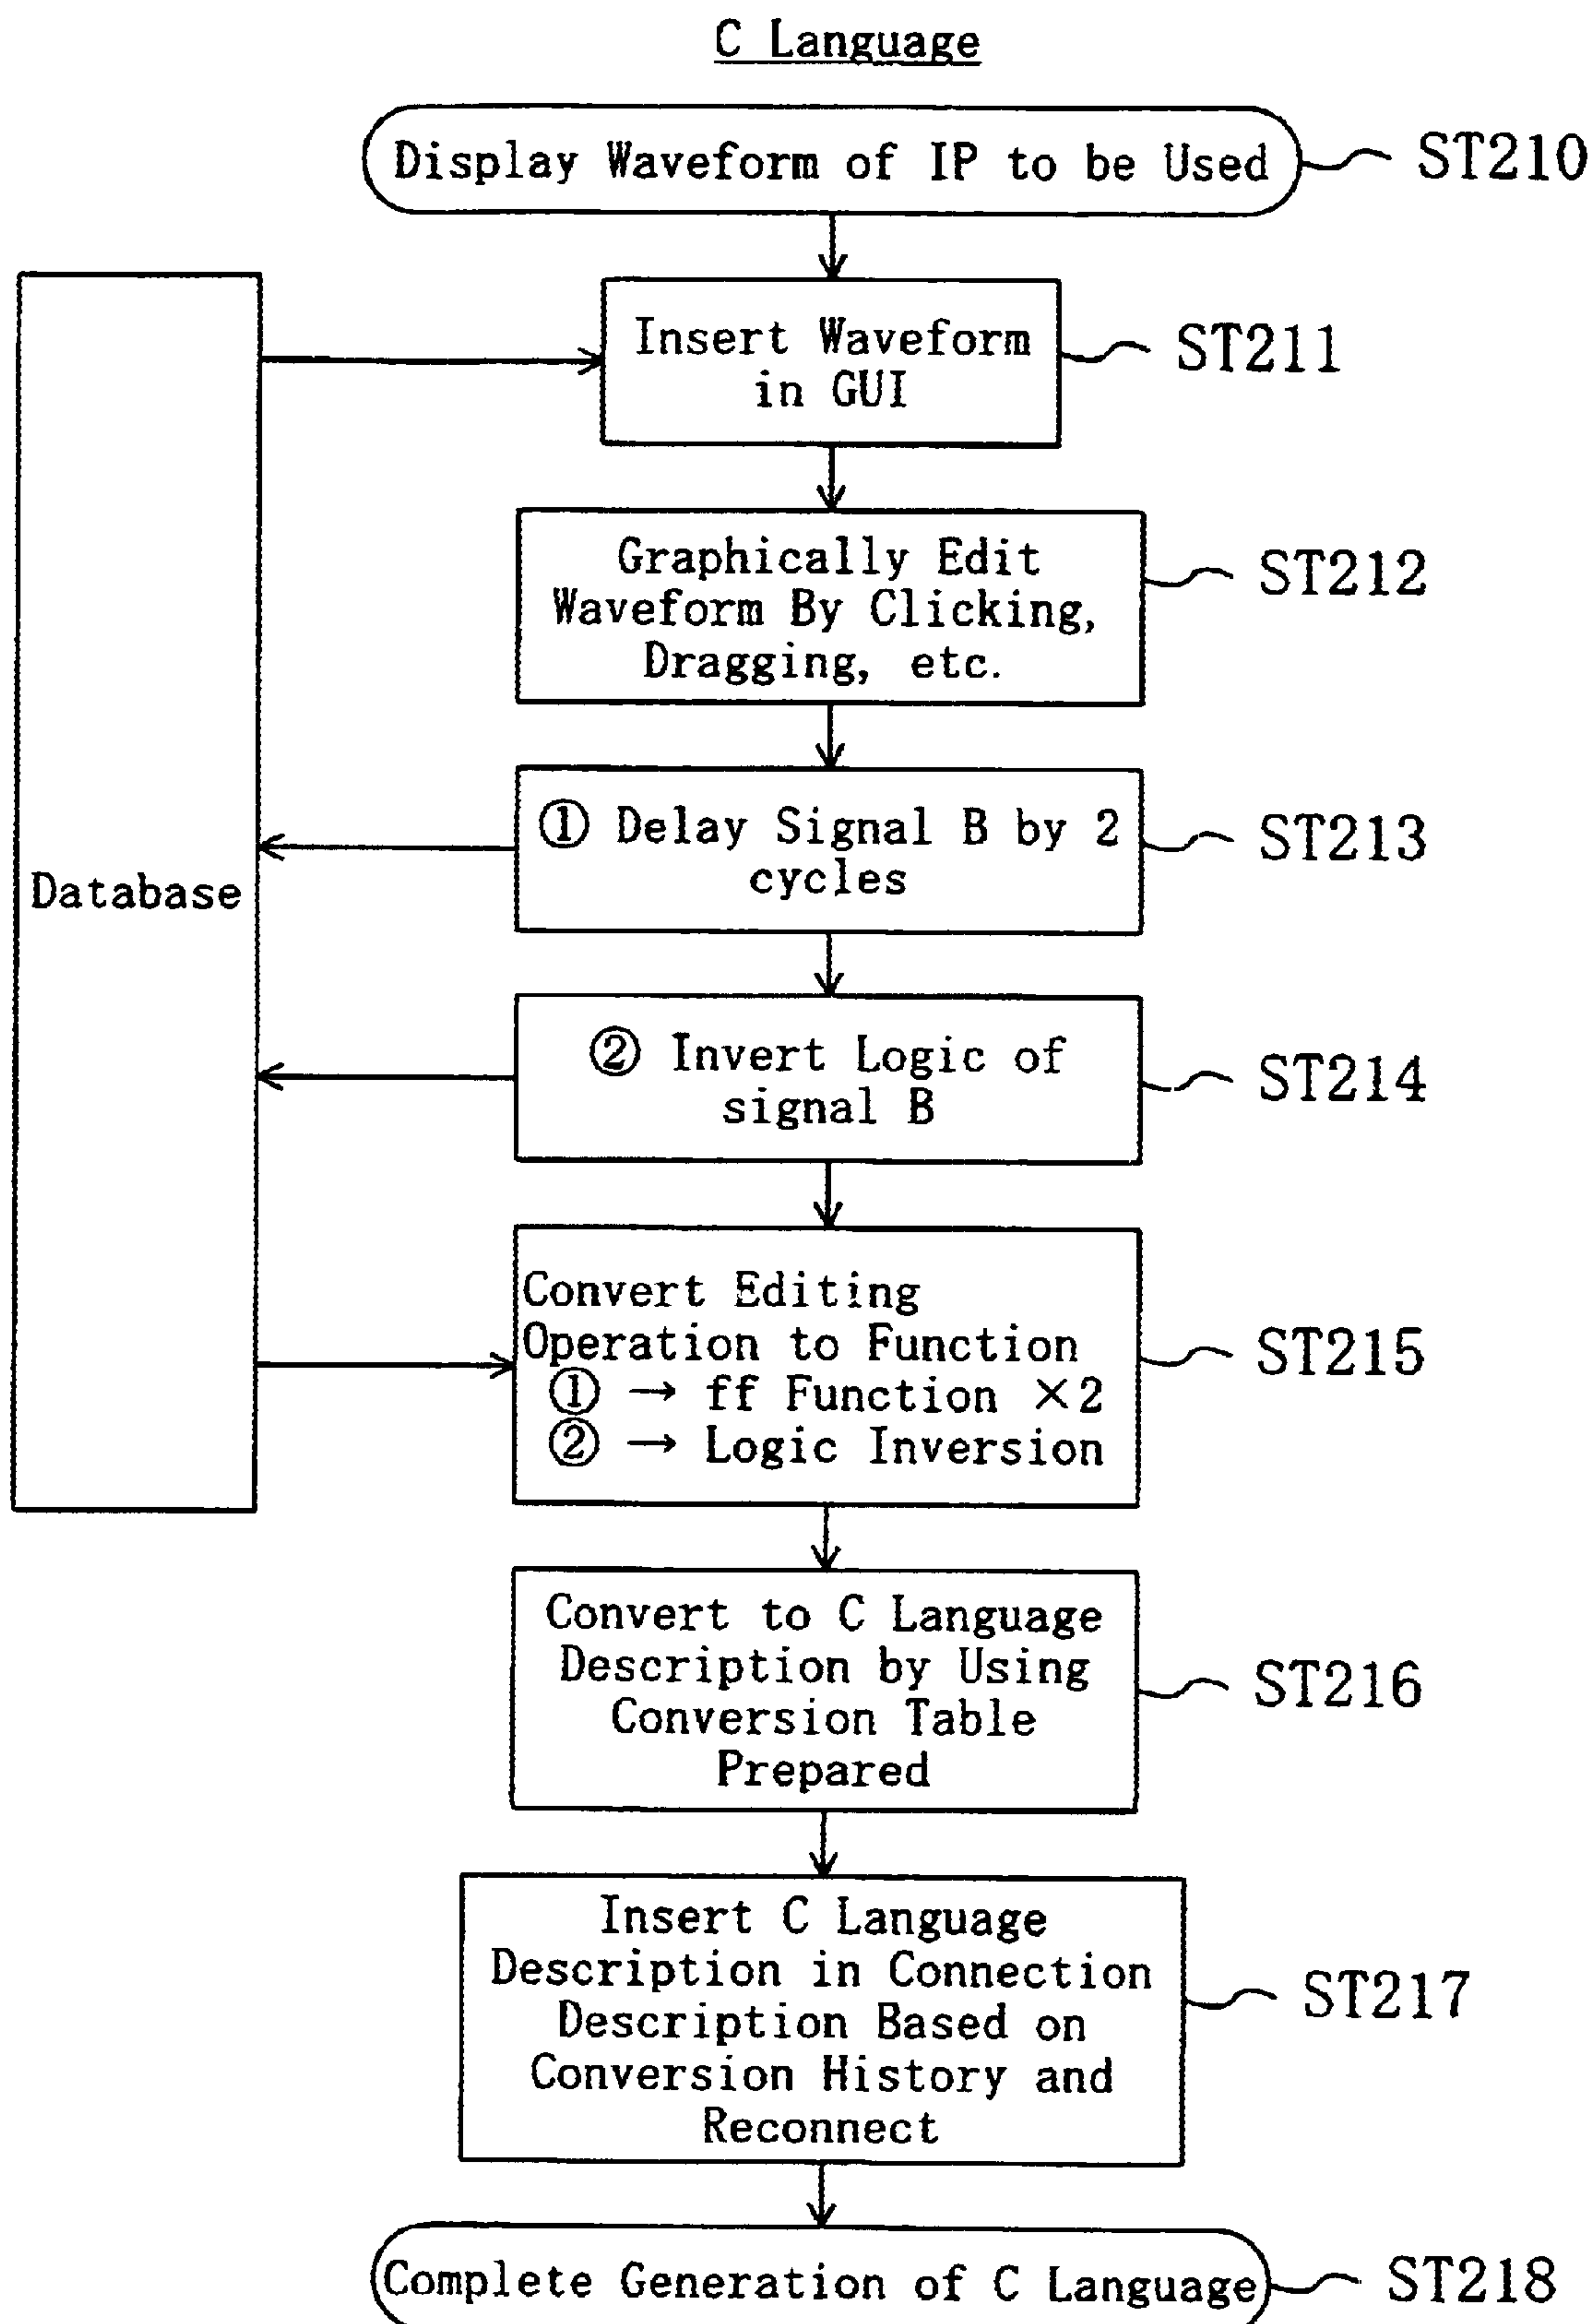 C Language
Display Waveform of IP to be Used
ST210
Insert Waveform
in GUI
ST211
Graphically Edit
Waveform By Clicking,
Dragging, etc.
ST212
① Delay Signal B by 2
cycles
ST213
Database
② Invert Logic of
signal B
ST214
Convert Editing
Operation to Function
① → ff Function ×2
② → Logic Inversion
ST215
Convert to C Language
Description by Using
Conversion Table
Prepared
ST216
Insert C Language
Description in Connection
Description Based on
Conversion History and
Reconnect
ST217
Complete Generation of C Language
ST218